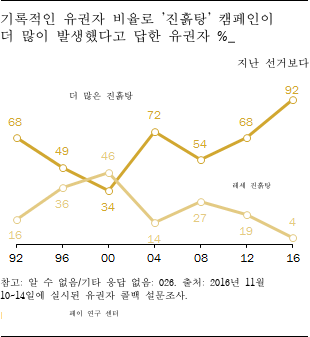 기록적인 유권자 비율로 '진흙탕' 캠페인이
더 많이 발생했다고 답한 유권자 %_
지난 선거보다
더 많은 진흙탕
92
72
68
68
54
49
46
36
34
레세 진흙탕
27
19
16
14
4
92 96 00 04 08 12 16
참고: 알 수 없음/기타 응답 없음: 026. 출처: 2016년 11월
10-14일에 실시된 유권자 콜백 설문조사.
퓨이 연구 센터